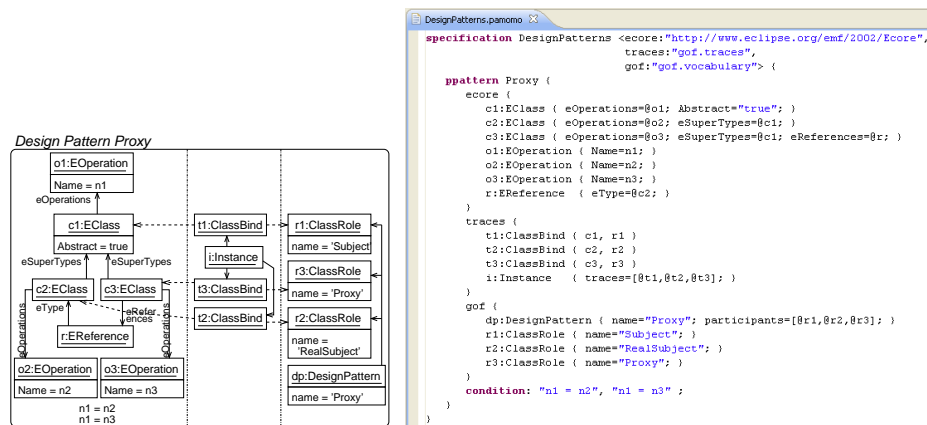 Design Pattern Proxy
o1:EOperation
Name = n1
eOperations
c1:EClass
Abstract = true
eSuperTypes
eSuperTypes
c2:EClass
c3:EClass
eType
eRefer
ences
r:EReference
eOperations
eOperations
o2:EOperation
Name = n2
o3:EOperation
Name = n3
n1 = n2
n1 = n3
t1:ClassBind
i:Instance
t3:ClassBind
t2:ClassBind
r1:ClassRole
name = 'Subject'
r3:ClassRole
name = 'Proxy'
r2:ClassRole
name =
'RealSubject'
dp:DesignPattern
name = 'Proxy'
DesignPatterns.pamomo
specification DesignPatterns <ecore:"http://www.eclipse.org/emf/2002/Ecore",
traces:"gof.traces",
gof:"gof.vocabulary"> {
ppattern Proxy {
ecore {
c1:EClass { eOperations=@o1; Abstract="true"; }
c2:EClass { eOperations=@o2; eSuperTypes=@c1; }
c3:EClass { eOperations=@o3; eSuperTypes=@c1; eReferences=@r; }
o1:EOperation { Name=n1; }
o2:EOperation { Name=n2; }
o3:EOperation { Name=n3; }
r:EReference { eType=@c2; }
}
traces {
t1:ClassBind { c1, r1 }
t2:ClassBind { c2, r2 }
t3:ClassBind { c3, r3 }
i:Instance { traces=[@t1,@t2,@t3]; }
}
gof {
dp:DesignPattern { name="Proxy"; participants=[@r1,@r2,@r3]; }
r1:ClassRole { name="Subject"; }
r2:ClassRole { name="RealSubject"; }
r3:ClassRole { name="Proxy"; }
}
condition: "n1 = n2", "n1 = n3" ;
}
}